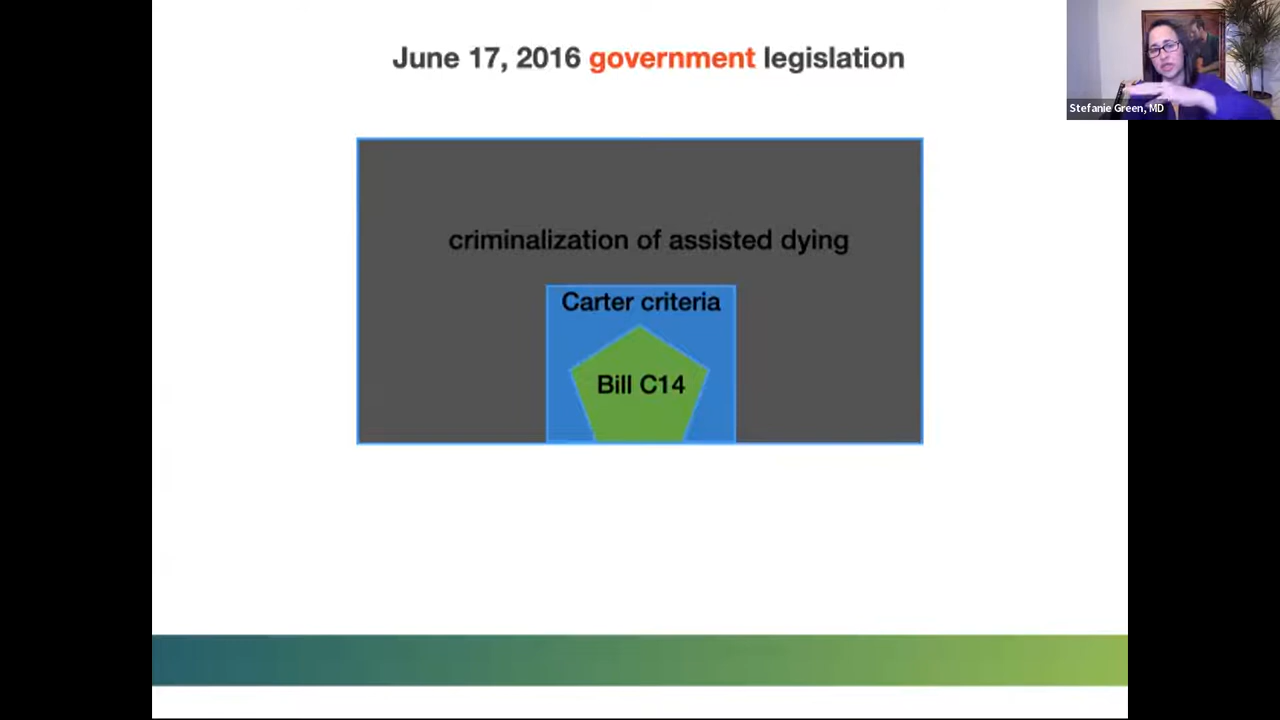 June 17, 2016 government legislation
Stefanie Green, MD
criminalization of assisted dying
Carter criteria
Bill C14